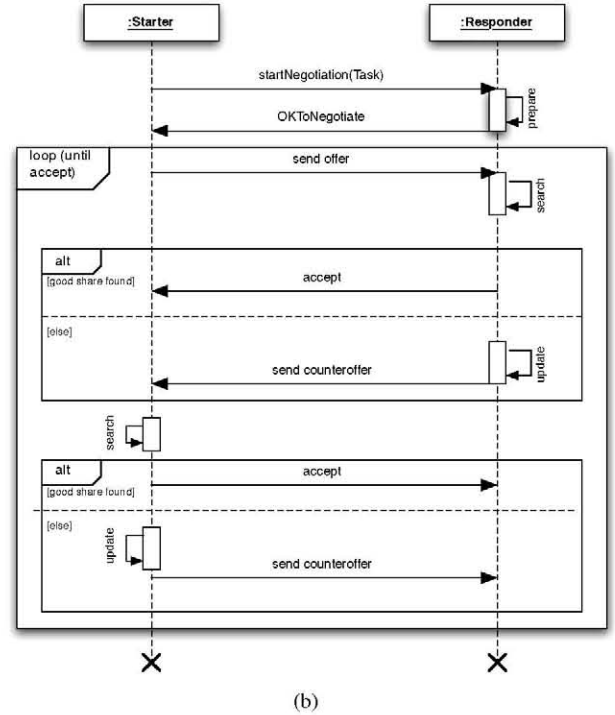 :Starter
:Responder
startNegotiation(Task)
prepare
OKToNegotiate
loop (until
accept)
send offer
search
alt
[good share found]
accept
[else]
update
send counteroffer
search
alt
accept
[good share found]
[else]
update
send counteroffer
(b)